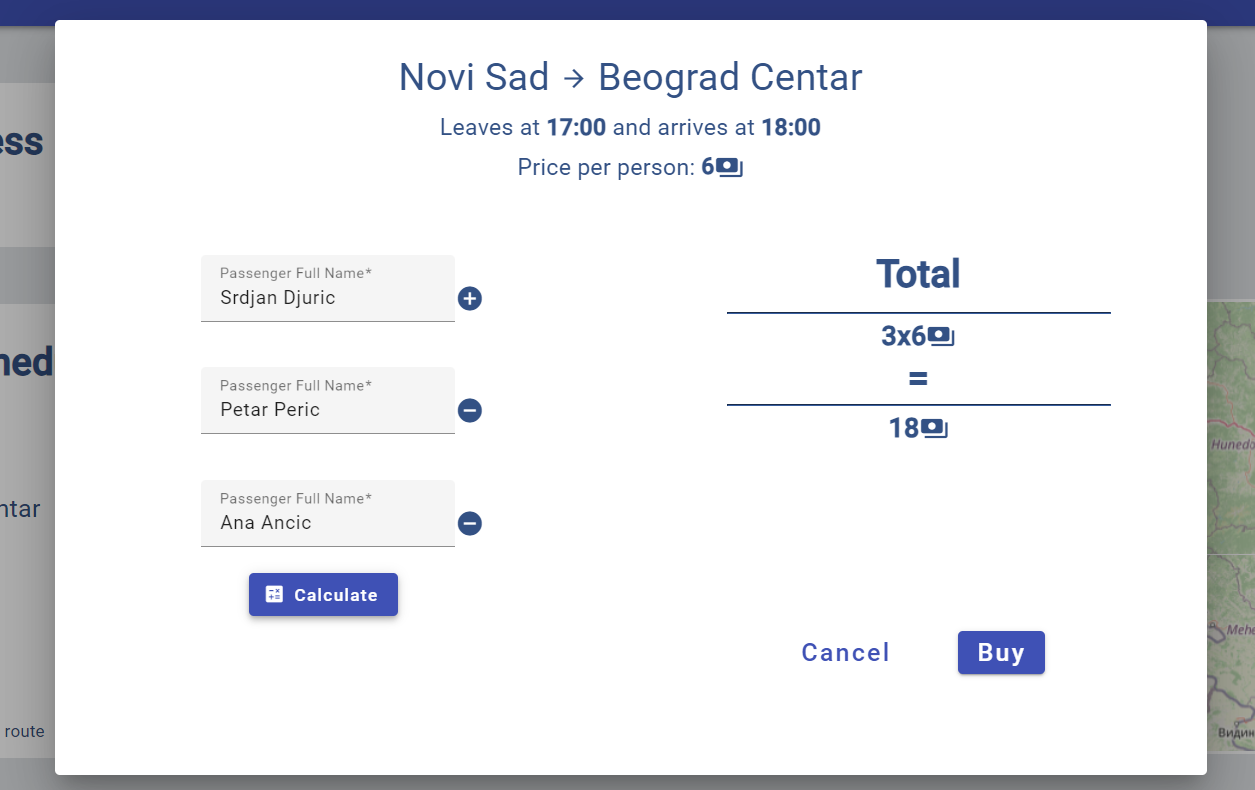 Novi Sad → Beograd Centar
Leaves at 17:00 and arrives at 18:00
Price per person: 6
Passenger Full Name*
Srdjan Djuric
Passenger Full Name*
Petar Peric
Passenger Full Name*
Ana Ancic
Calculate
Total
3x6
=
18
Cancel
Buy
ess
ned
ntar
route
Hunedo
Mehe
Видин